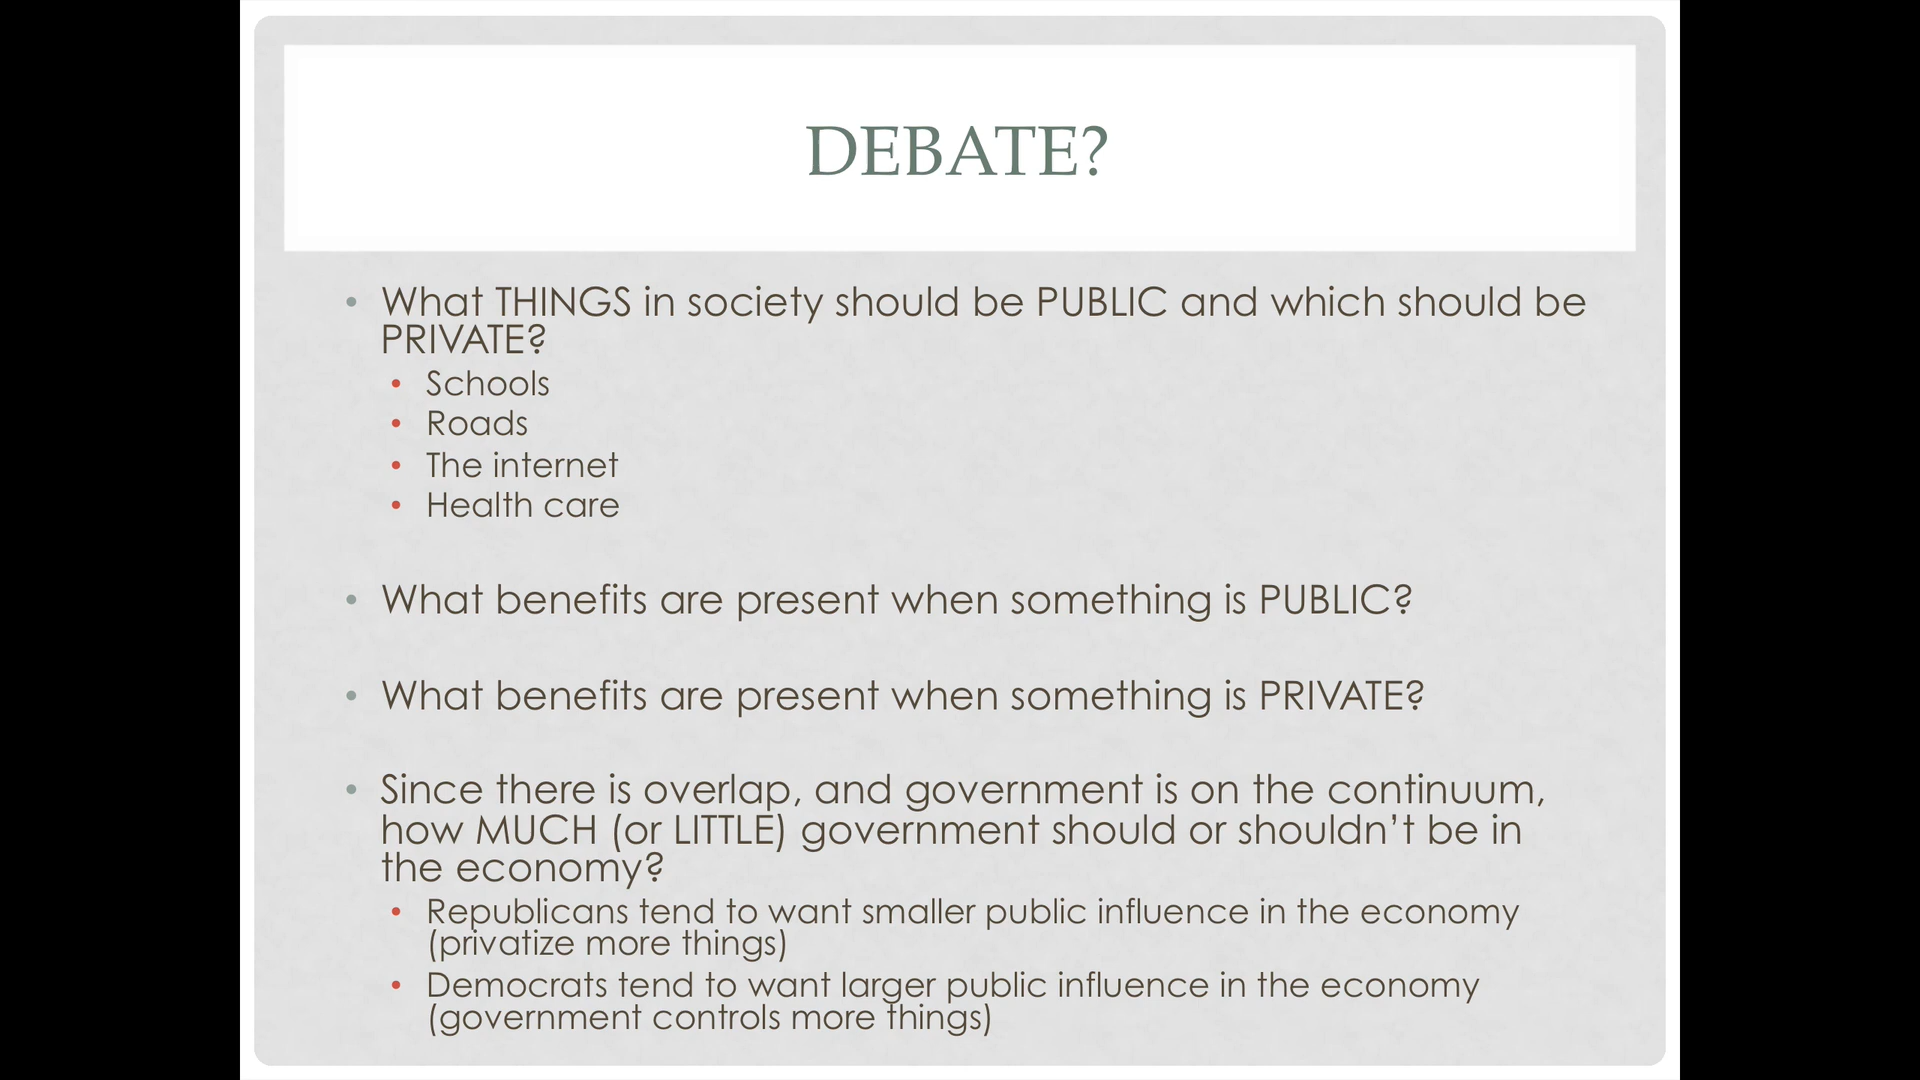 DEBATE?
• What THINGS in society should be PUBLIC and which should be
PRIVATE?
• Schools
• Roads
• The internet
• Health care
• What benefits are present when something is PUBLIC?
• What benefits are present when something is PRIVATE?
• Since there is overlap, and government is on the continuum,
how MUCH (or LITTLE) government should or shouldn’t be in
the economy?
• Republicans tend to want smaller public influence in the economy
(privatize more things)
• Democrats tend to want larger public influence in the economy
(government controls more things)